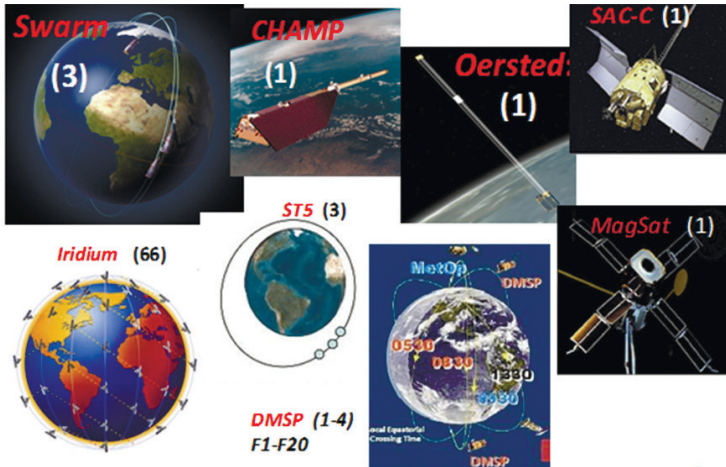 Swarm
(3)
CHAMP
(1)
Oersted:
(1)
SAC-C (1)
ST5 (3)
Iridium (66)
MagSat (1)
MetOp
DMSP
0530
0830
1330
DMSP (1-4)
F1-F20
Local Equatorial
Crossing Time
DMSP